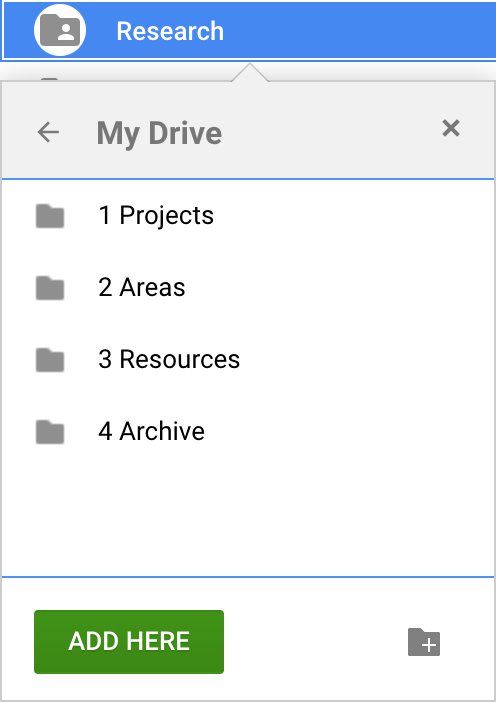 Research
My Drive
1 Projects
2 Areas
3 Resources
4 Archive
ADD HERE